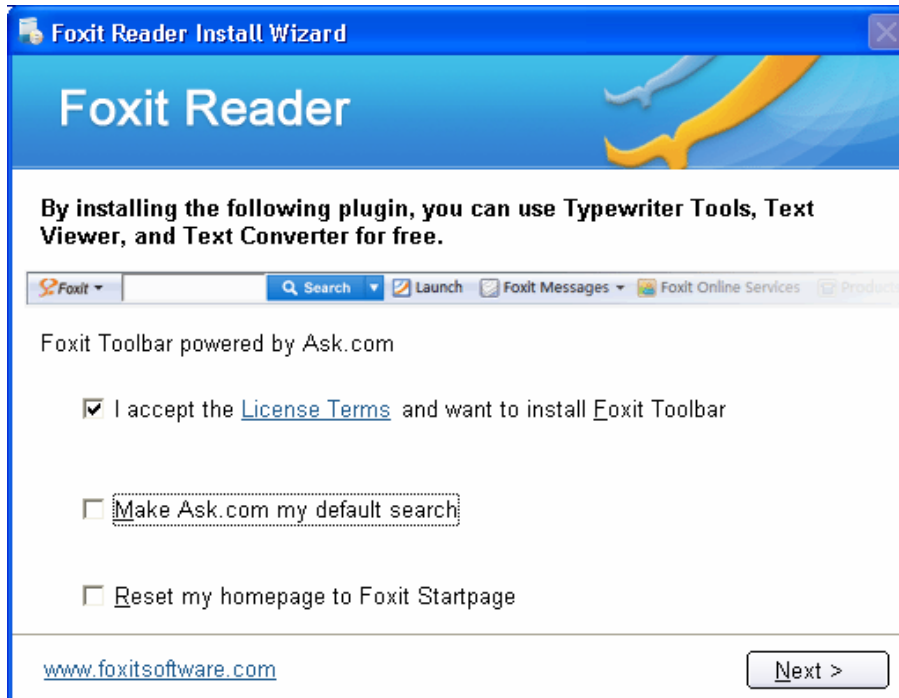 Foxit Reader Install Wizard
Foxit Reader
By installing the following plugin, you can use Typewriter Tools, Text
Viewer, and Text Converter for free.
Foxit Search Launch Foxit Messages Foxit Online Services
Foxit Toolbar powered by Ask.com
I accept the License Terms and want to install Foxit Toolbar
Make Ask.com my default search
Reset my homepage to Foxit Startpage
www.foxitsoftware.com Next >